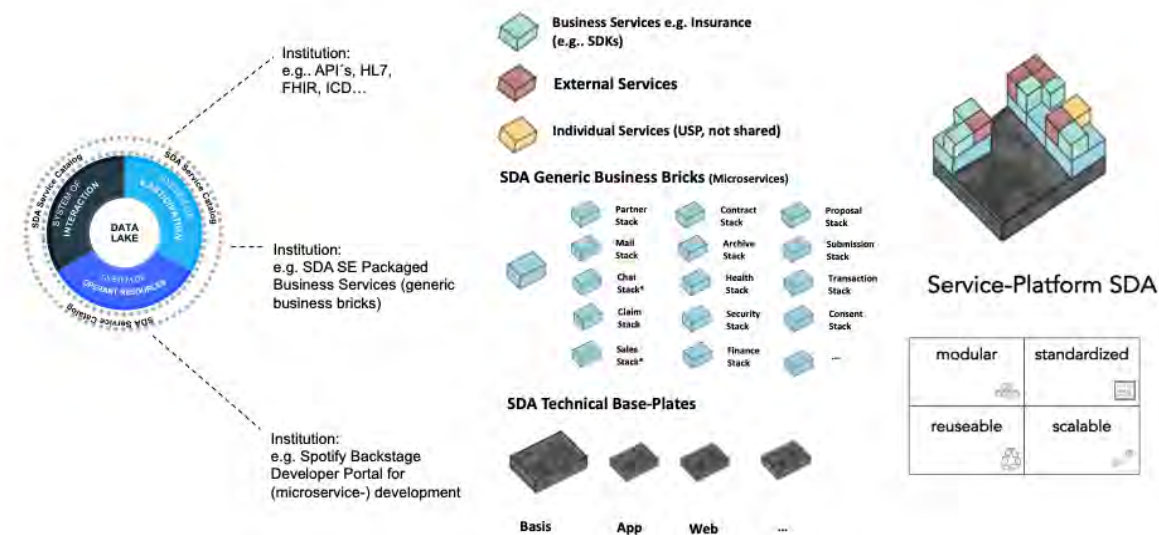 Institution:
e.g.. API´s, HL7,
FHIR, ICD...
SDA Service Catalog
SDA Service Catalog
SDA Service Catalog
SYSTEM OF
INTERACTION
DATA
LAKE
Institution:
e.g. SDA SE Packaged
Business Services (generic
business bricks)
Institution:
e.g. Spotify Backstage
Developer Portal for
(microservice-) development
Business Services e.g. Insurance
(e.g.. SDKs)
External Services
Individual Services (USP, not shared)
SDA Generic Business Bricks (Microservices)
Partner
Stack
Contract
Stack
Proposal
Stack
Mail
Stack
Archive
Stack
Submission
Stack
Chat
Stack*
Health
Stack
Transaction
Stack
Claim
Stack
Security
Stack
Consent
Stack
Sales
Stack*
Finance
Stack
...
SDA Technical Base-Plates
Basis
App
Web
...
Service-Platform SDA
modular
standardized
reuseable
scalable